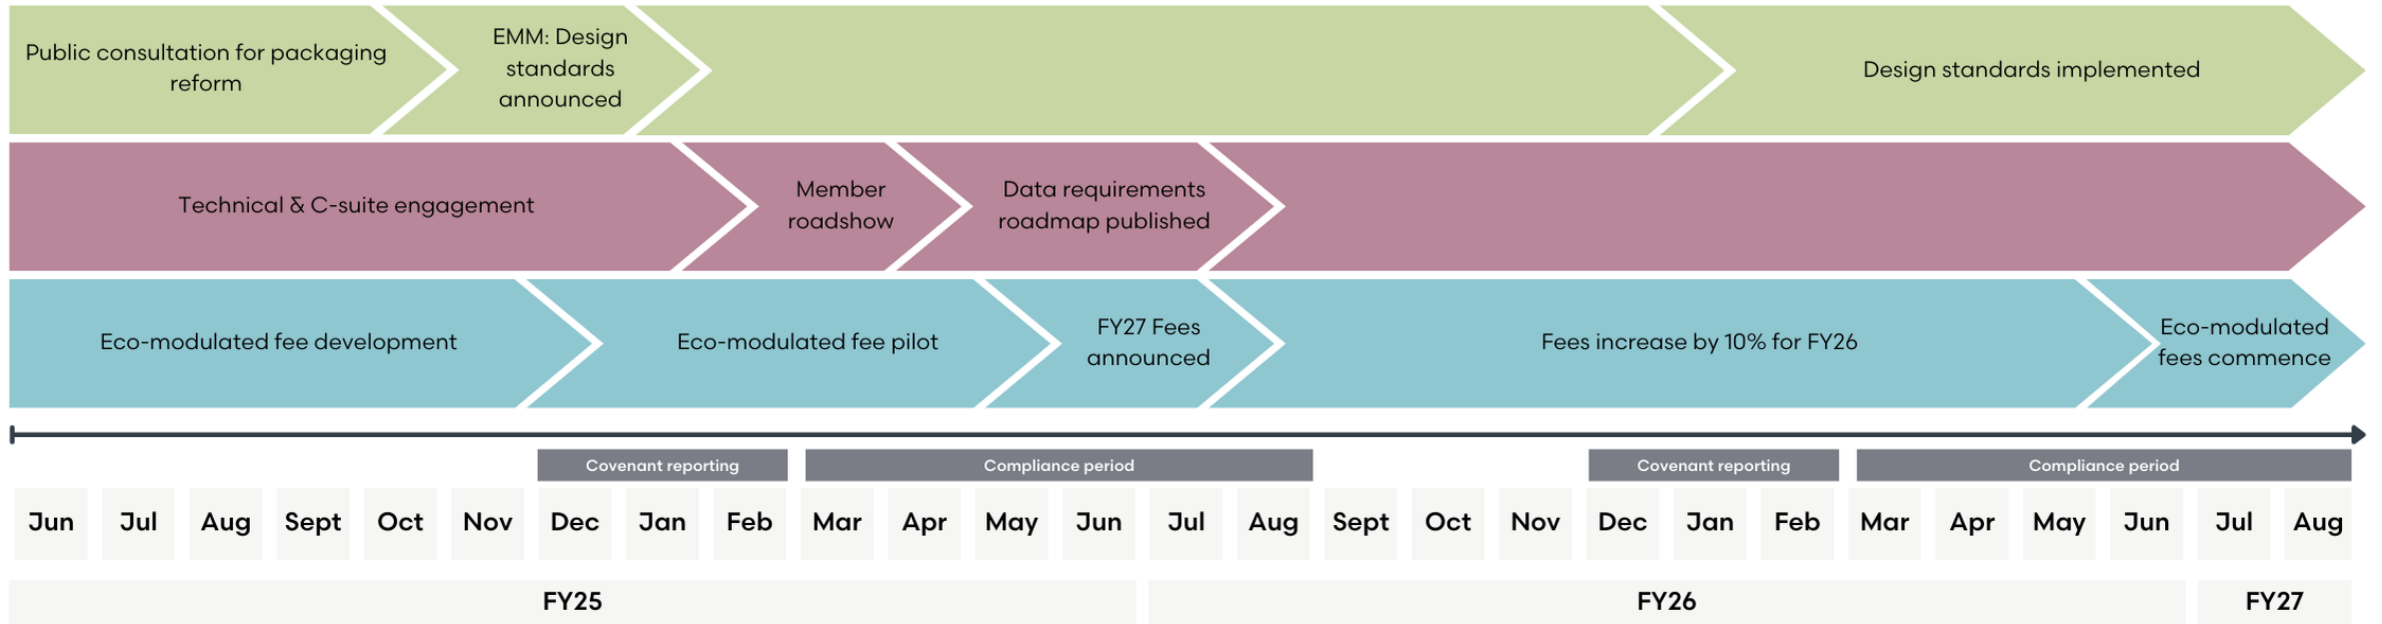 Public consultation for packaging
reform
EMM: Design
standards
announced
Design standards implemented
Technical & C-suite engagement
Member
roadshow
Data requirements
roadmap published
Eco-modulated fee development
Eco-modulated fee pilot
FY27 Fees
announced
Fees increase by 10% for FY26
Eco-modulated
fees commence
Covenant reporting
Compliance period
Covenant reporting
Compliance period
Jun Jul Aug Sept Oct Nov Dec Jan Feb Mar Apr May Jun Jul Aug Sept Oct Nov Dec Jan Feb Mar Apr May Jun Jul Aug
FY25 FY26 FY27